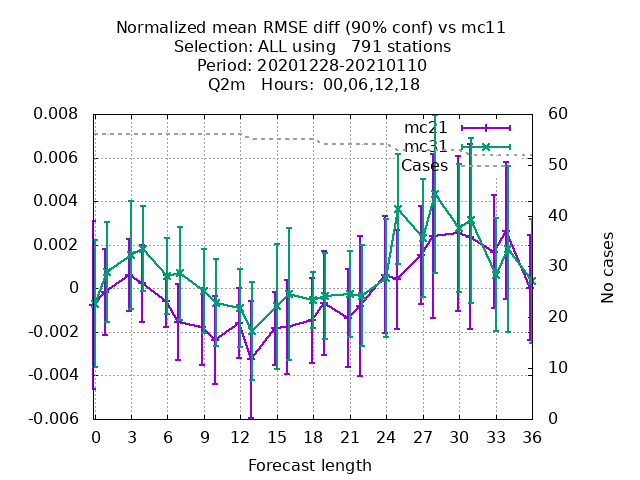 Normalized mean RMSE diff (90% conf) vs mc11
Selection: ALL using   791 stations
Period: 20201228-20210110
Q2m   Hours:  00,06,12,18
0.008
0.006
0.004
0.002
0
-0.002
-0.004
-0.006
60
50
40
30
20
10
0
No cases
mc21
mc31
Cases
0 3 6 9 12 15 18 21 24 27 30 33 36
Forecast length